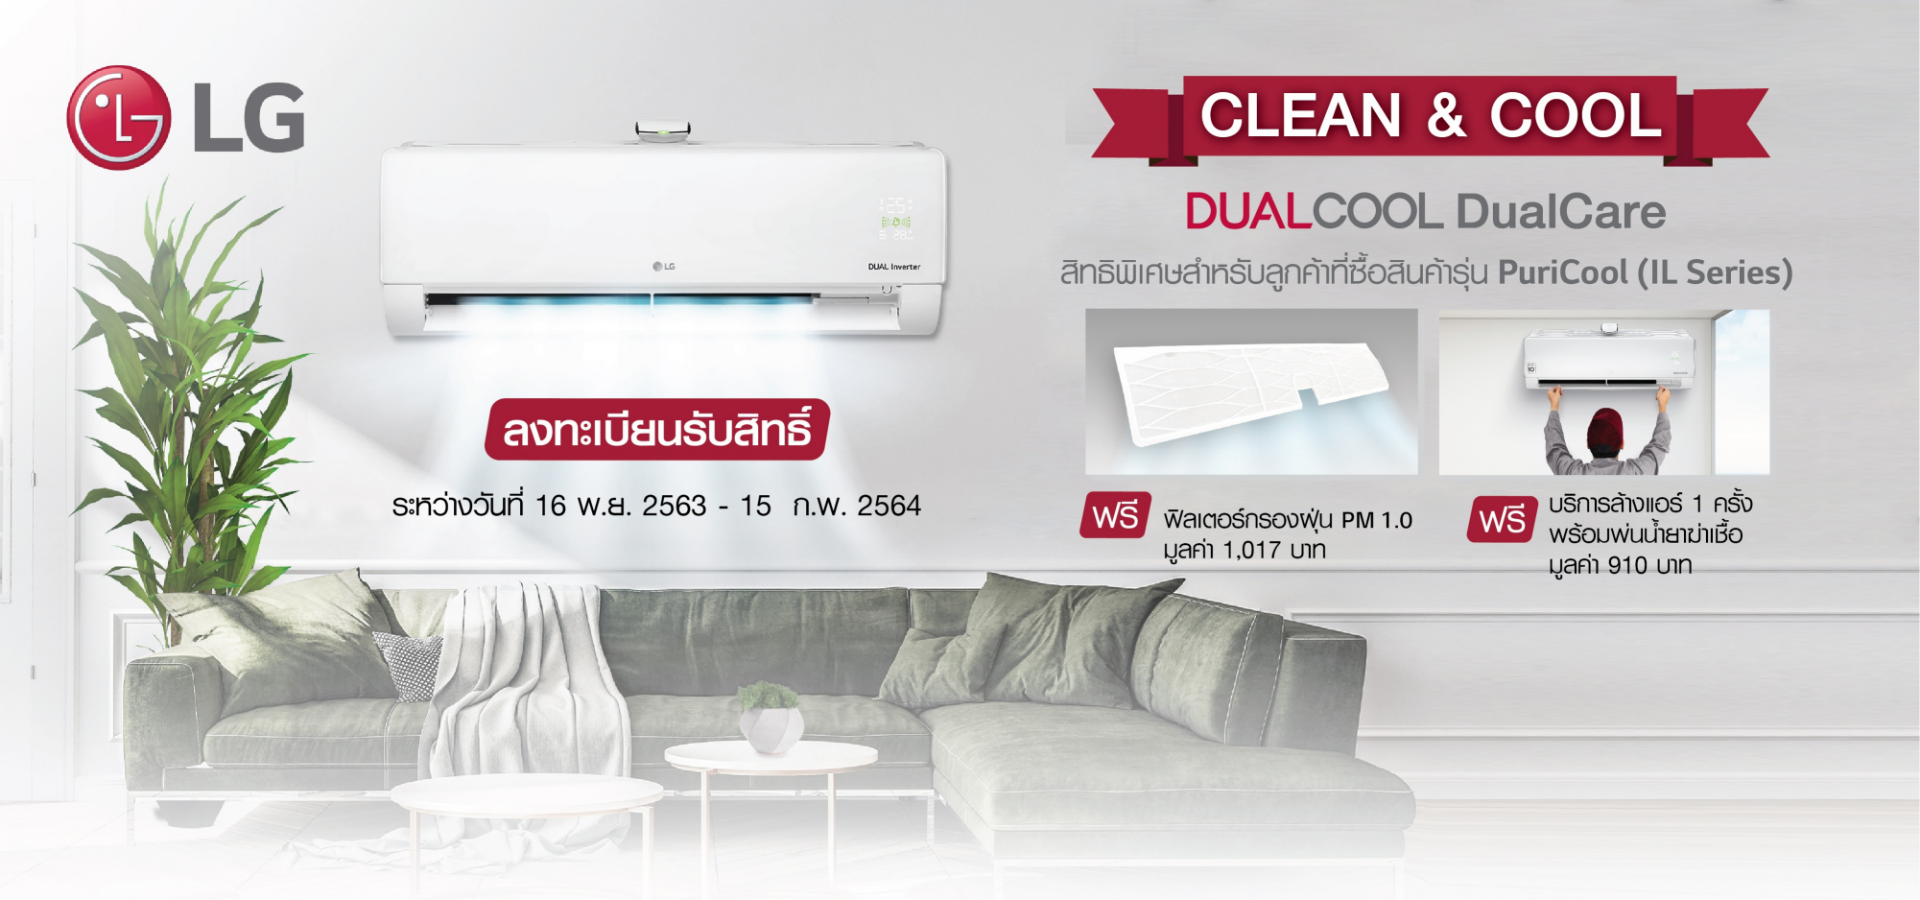 LG
LG
DUAL Inverter
ลงทะเบียนรับสิทธิ์
ระหว่างวันที่ 16 พ.ย. 2563 - 15 ก.พ. 2564
CLEAN & COOL
DUALCOOL DualCare
สิทธิพิเศษสำหรับลูกค้าที่ซื้อสินค้ารุ่น PuriCool (IL Series)
ฟรี
ฟิลเตอร์กรองฝุ่น PM 1.0
มูลค่า 1,017 บาท
ฟรี
บริการล้างแอร์ 1 ครั้ง
พร้อมพ่นน้ำยาฆ่าเชื้อ
มูลค่า 910 บาท